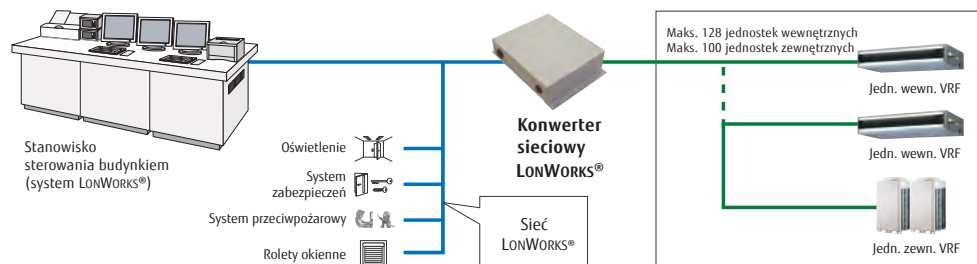 Stanowisko
sterowania budynkiem
(system LONWORKS®)
Oświetlenie
System
zabezpieczeń
System przeciwpożarowy
Rolety okienne
Sieć
LONWORKS®
Konwerter
sieciowy
LONWORKS®
Maks. 128 jednostek wewnętrznych
Maks. 100 jednostek zewnętrznych
Jedn. wewn. VRF
Jedn. wewn. VRF
Jedn. zewn. VRF